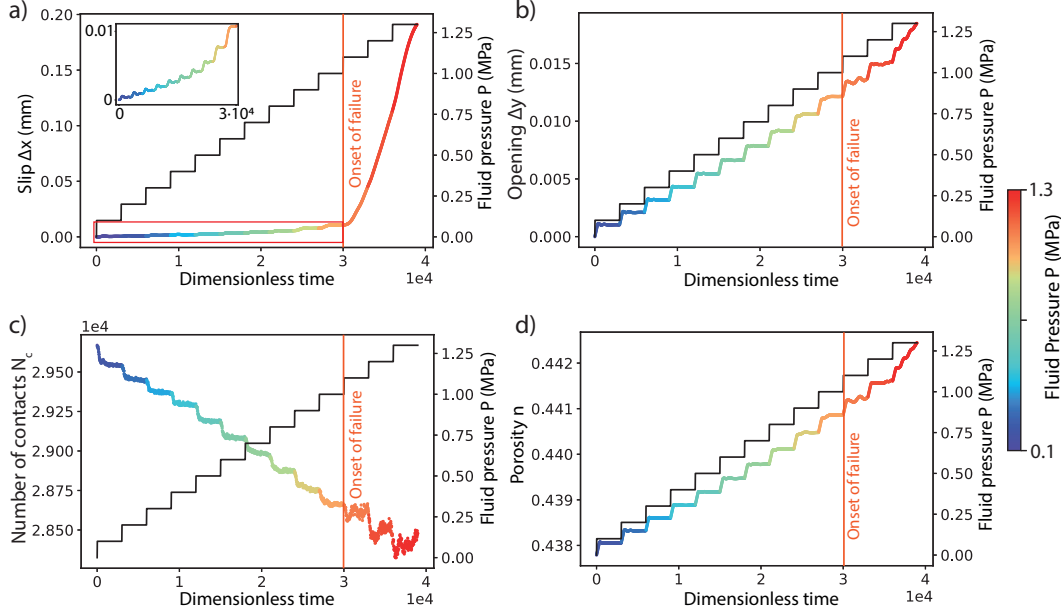 a)
Slip Δx (mm)
0.20
0.15
0.10
0.05
0.00
0.01
0
0
3·10⁴
Onset of failure
0
1
2
3
4
1e4
Dimensionless time
1.25
1.00
0.75
0.50
0.25
0.00
Fluid pressure P (MPa)
b)
Opening Δy (mm)
0.015
0.010
0.005
0.000
Onset of failure
0
1
2
3
4
1e4
Dimensionless time
1.25
1.00
0.75
0.50
0.25
0.00
Fluid pressure P (MPa)
c)
1e4
Number of contacts N_c
2.950
2.925
2.900
2.875
2.850
Onset of failure
0
1
2
3
4
1e4
Dimensionless time
1.25
1.00
0.75
0.50
0.25
0.00
Fluid pressure P (MPa)
d)
Porosity n
0.442
0.441
0.440
0.439
0.438
Onset of failure
0
1
2
3
4
1e4
Dimensionless time
1.25
1.00
0.75
0.50
0.25
0.00
Fluid pressure P (MPa)
1.3
0.1
Fluid Pressure P (MPa)